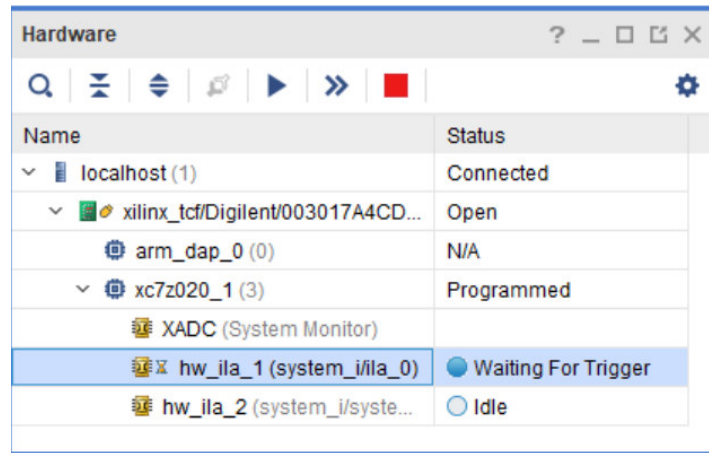 Hardware
Name Status
localhost (1) Connected
xilinx_tcf/Digilent/003017A4CD... Open
arm_dap_0 (0) N/A
xc7z020_1 (3) Programmed
XADC (System Monitor)
hw_ila_1 (system_i/ila_0) Waiting For Trigger
hw_ila_2 (system_i/syste... Idle